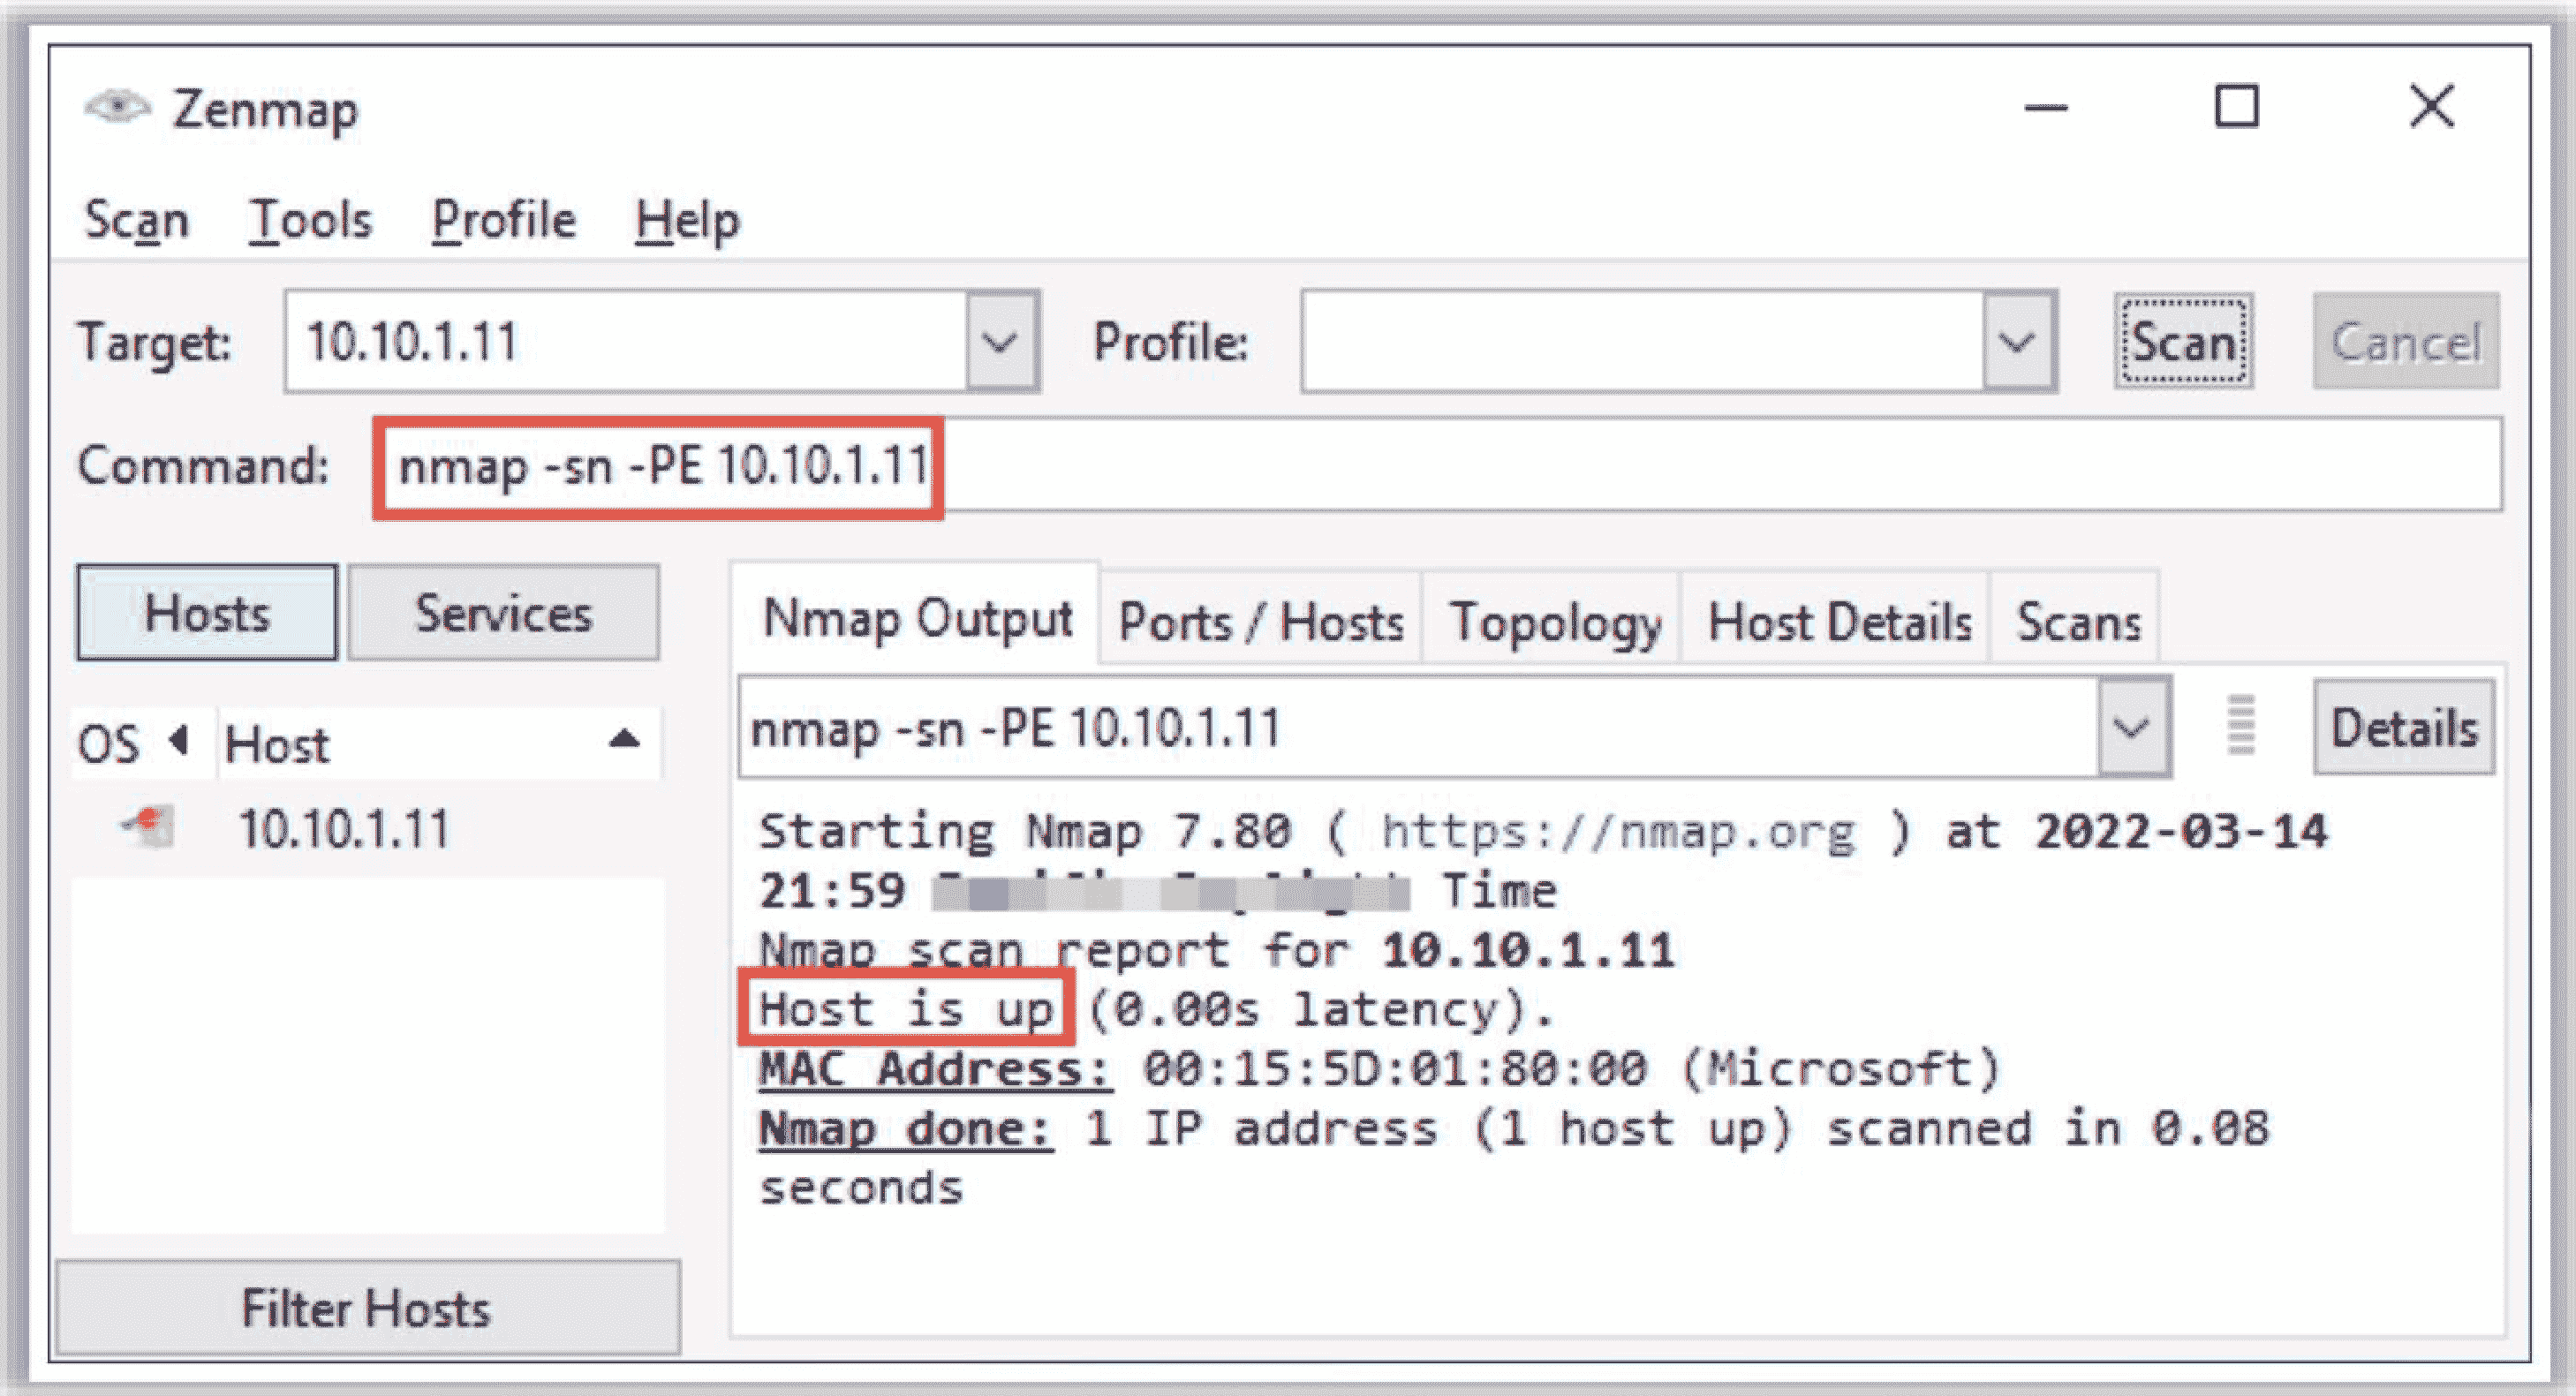 Zenmap
Scan Tools Profile Help
Target: 10.10.1.11 Profile: Scan Cancel
Command: nmap -sn -PE 10.10.1.11
Hosts Services
OS Host
10.10.1.11
Filter Hosts
Nmap Output Ports / Hosts Topology Host Details Scans
nmap -sn -PE 10.10.1.11 Details
Starting Nmap 7.80 ( https://nmap.org ) at 2022-03-14
21:59 Time
Nmap scan report for 10.10.1.11
Host is up (0.00s latency).
MAC Address: 00:15:5D:01:80:00 (Microsoft)
Nmap done: 1 IP address (1 host up) scanned in 0.08
seconds